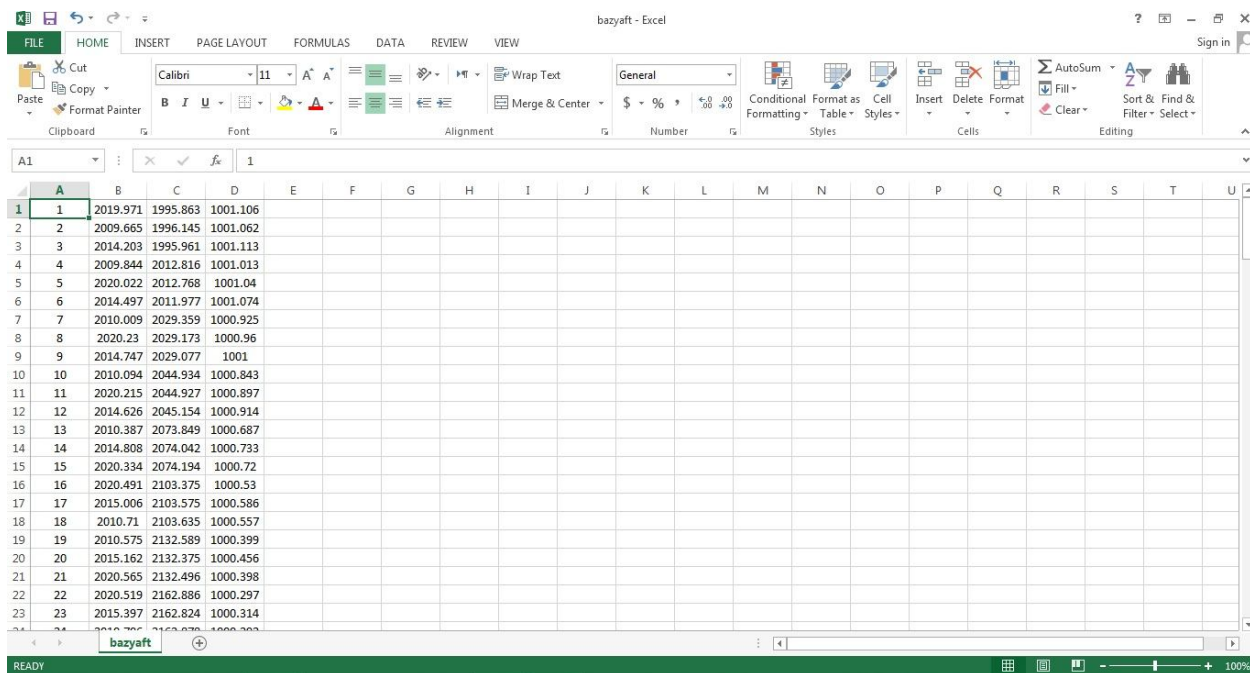 bazyaft - Excel
FILE HOME INSERT PAGE LAYOUT FORMULAS DATA REVIEW VIEW Sign in
Paste Cut Copy Format Painter Clipboard
Calibri 11 B I U A Font
Wrap Text Merge & Center Alignment
General $ % , Number
Conditional Formatting Format as Table Cell Styles Styles
Insert Delete Format Cells
AutoSum Fill Clear Sort & Filter Find & Select Editing
A1 fx 1
A B C D E F G H I J K L M N O P Q R S T U
1 1 2019.971 1995.863 1001.106
2 2 2009.665 1996.145 1001.062
3 3 2014.203 1995.961 1001.113
4 4 2009.844 2012.816 1001.013
5 5 2020.022 2012.768 1001.04
6 6 2014.497 2011.977 1001.074
7 7 2010.009 2029.359 1000.925
8 8 2020.23 2029.173 1000.96
9 9 2014.747 2029.077 1001
10 10 2010.094 2044.934 1000.843
11 11 2020.215 2044.927 1000.897
12 12 2014.626 2045.154 1000.914
13 13 2010.387 2073.849 1000.687
14 14 2014.808 2074.042 1000.733
15 15 2020.334 2074.194 1000.72
16 16 2020.491 2103.375 1000.53
17 17 2015.006 2103.575 1000.586
18 18 2010.71 2103.635 1000.557
19 19 2010.575 2132.589 1000.399
20 20 2015.162 2132.375 1000.456
21 21 2020.565 2132.496 1000.398
22 22 2020.519 2162.886 1000.297
23 23 2015.397 2162.824 1000.314
bazyaft
READY 100%